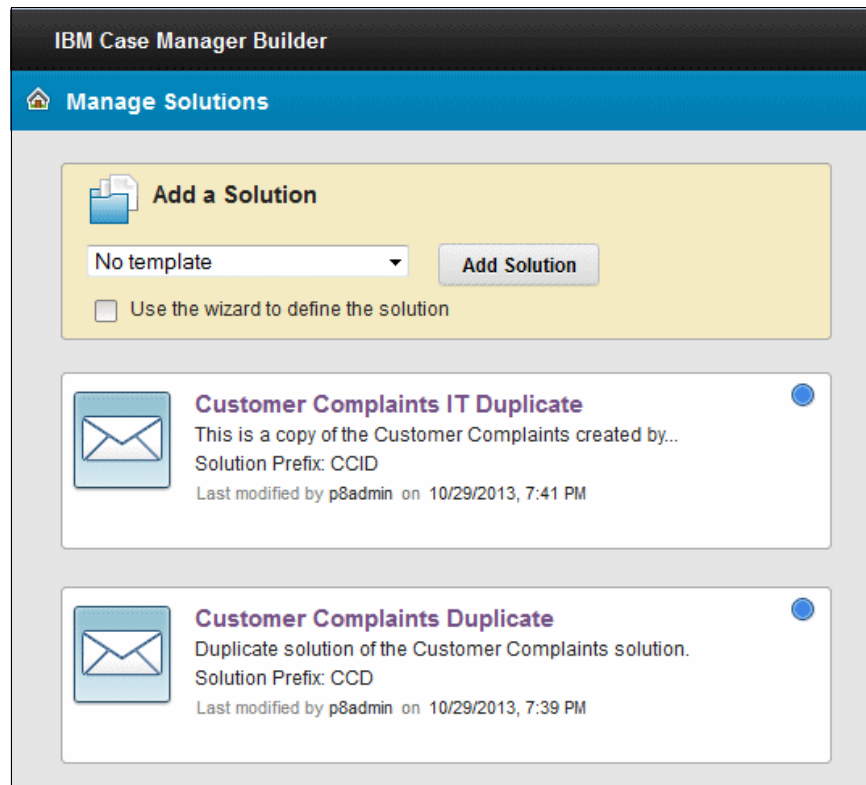 IBM Case Manager Builder
Manage Solutions
Add a Solution
No template
Add Solution
Use the wizard to define the solution
Customer Complaints IT Duplicate
This is a copy of the Customer Complaints created by...
Solution Prefix: CCID
Last modified by p8admin on 10/29/2013, 7:41 PM
Customer Complaints Duplicate
Duplicate solution of the Customer Complaints solution.
Solution Prefix: CCD
Last modified by p8admin on 10/29/2013, 7:39 PM